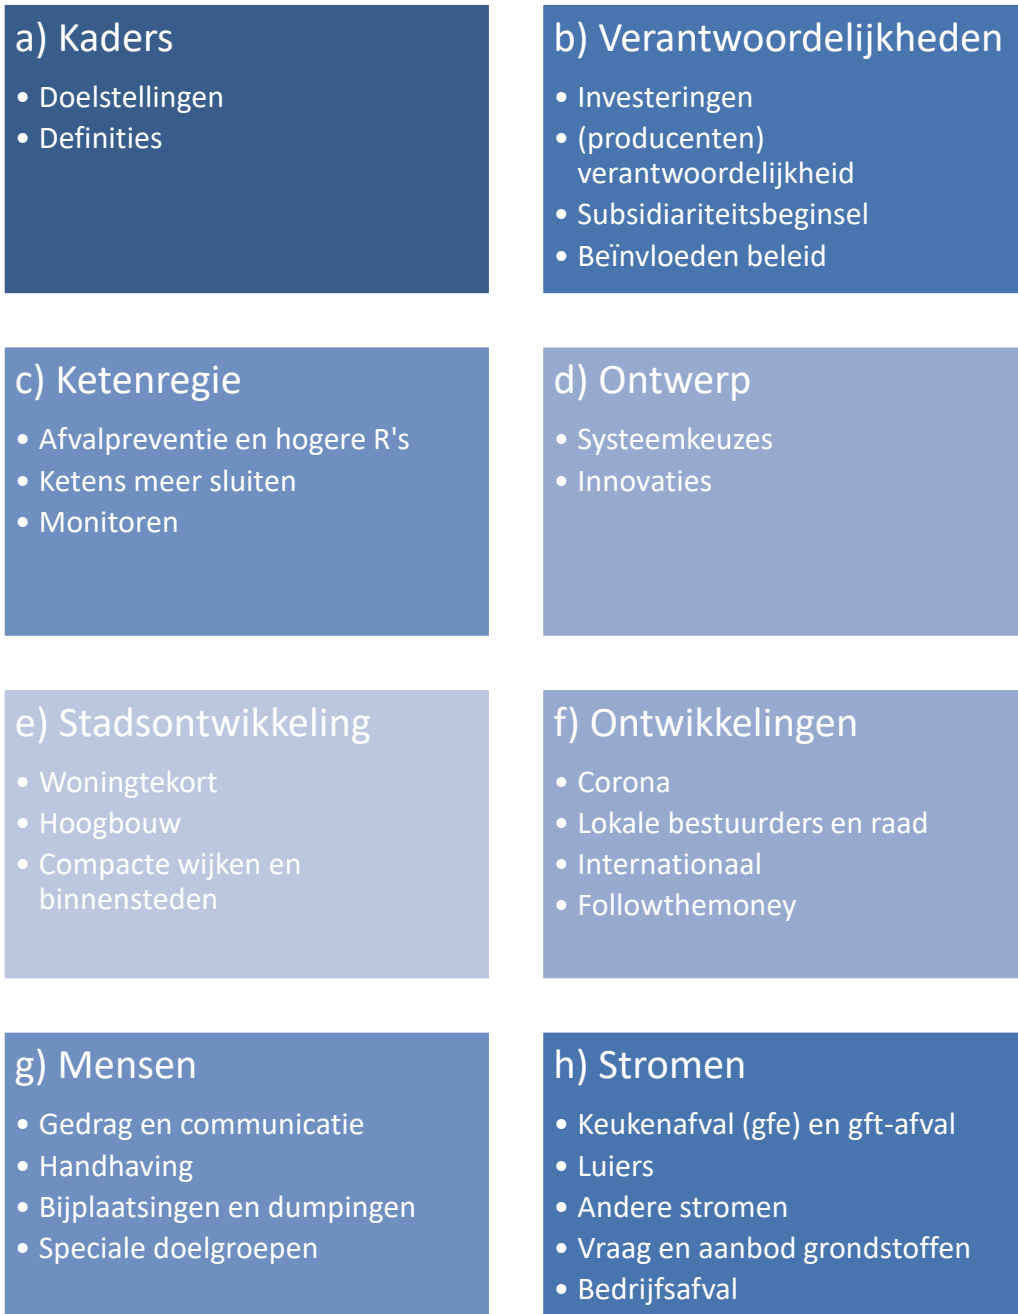 a) Kaders
• Doelstellingen
• Definities
b) Verantwoordelijkheden
• Investeringen
• (producenten)
verantwoordelijkheid
• Subsidiariteitsbeginsel
• Beïnvloeden beleid
c) Ketenregie
• Afvalpreventie en hogere R's
• Ketens meer sluiten
• Monitoren
d) Ontwerp
• Systeemkeuzes
• Innovaties
e) Stadsontwikkeling
• Woningtekort
• Hoogbouw
• Compacte wijken en
binnensteden
f) Ontwikkelingen
• Corona
• Lokale bestuurders en raad
• Internationaal
• Followthemoney
g) Mensen
• Gedrag en communicatie
• Handhaving
• Bijplaatsingen en dumpingen
• Speciale doelgroepen
h) Stromen
• Keukenafval (gfe) en gft-afval
• Luiers
• Andere stromen
• Vraag en aanbod grondstoffen
• Bedrijfsafval